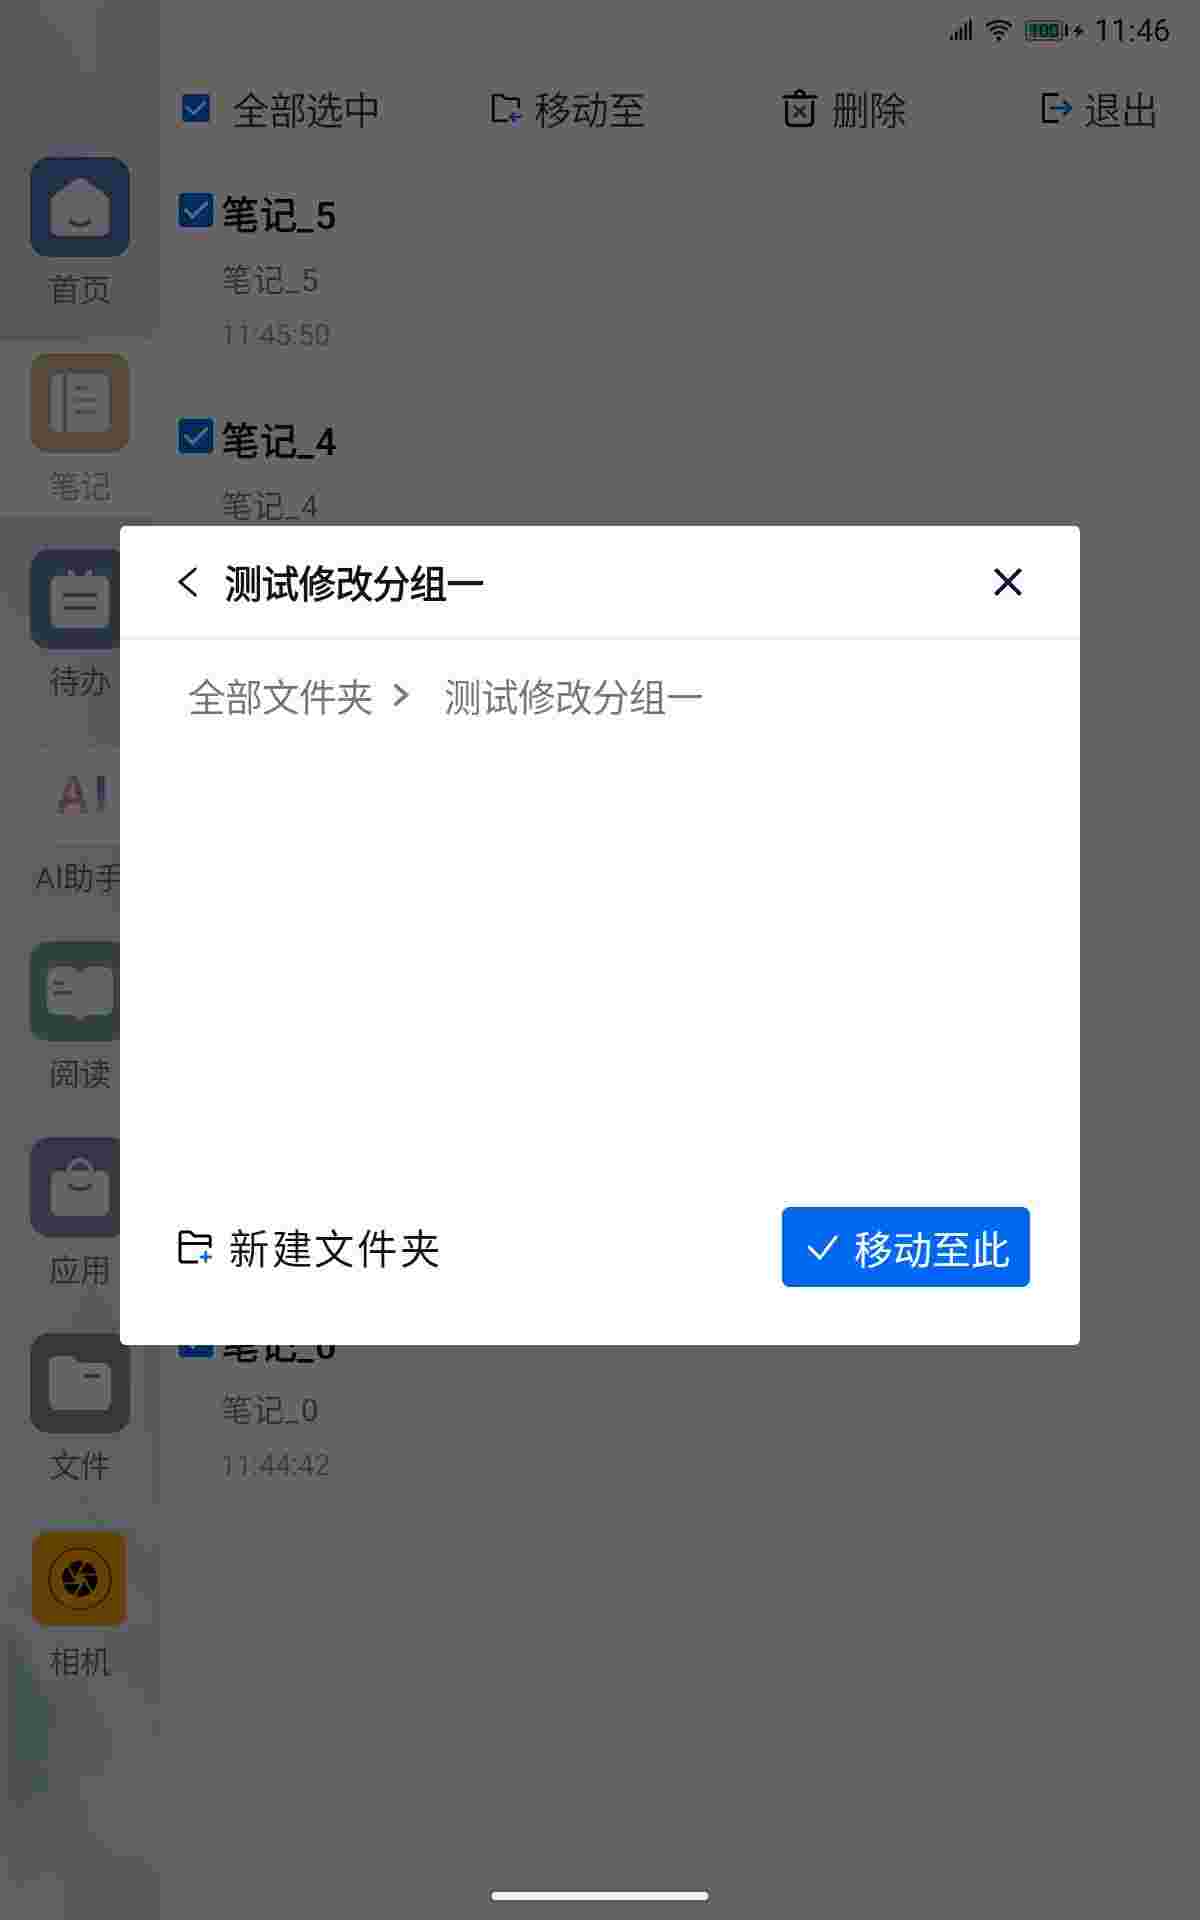 100 11:46
全部选中 移动至 删除 退出
笔记_5
笔记_5
11:45:50
首页
笔记_4
笔记_4
笔记
测试修改分组一
待办
全部文件夹 > 测试修改分组一
AI
AI助手
阅读
新建文件夹 移动至此
应用
笔记_0
笔记_0
11:44:42
文件
相机